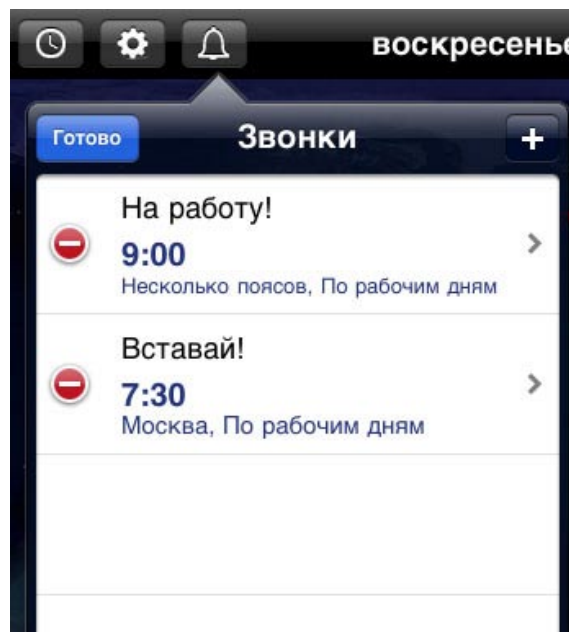 воскресенье
Готово
Звонки
+
На работу!
9:00
Несколько поясов, По рабочим дням
Вставай!
7:30
Москва, По рабочим дням